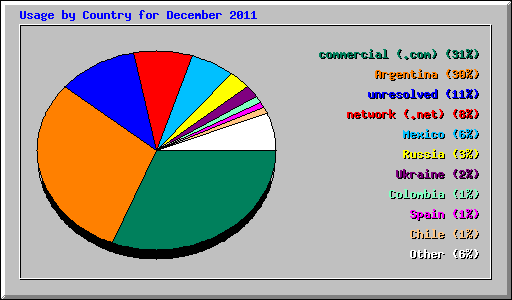 Usage by Country for December 2011
commercial (.com) (31%)
Argentina (30%)
unresolved (11%)
network (.net) (8%)
Mexico (6%)
Russia (3%)
Ukraine (2%)
Colombia (1%)
Spain (1%)
Chile (1%)
Other (6%)